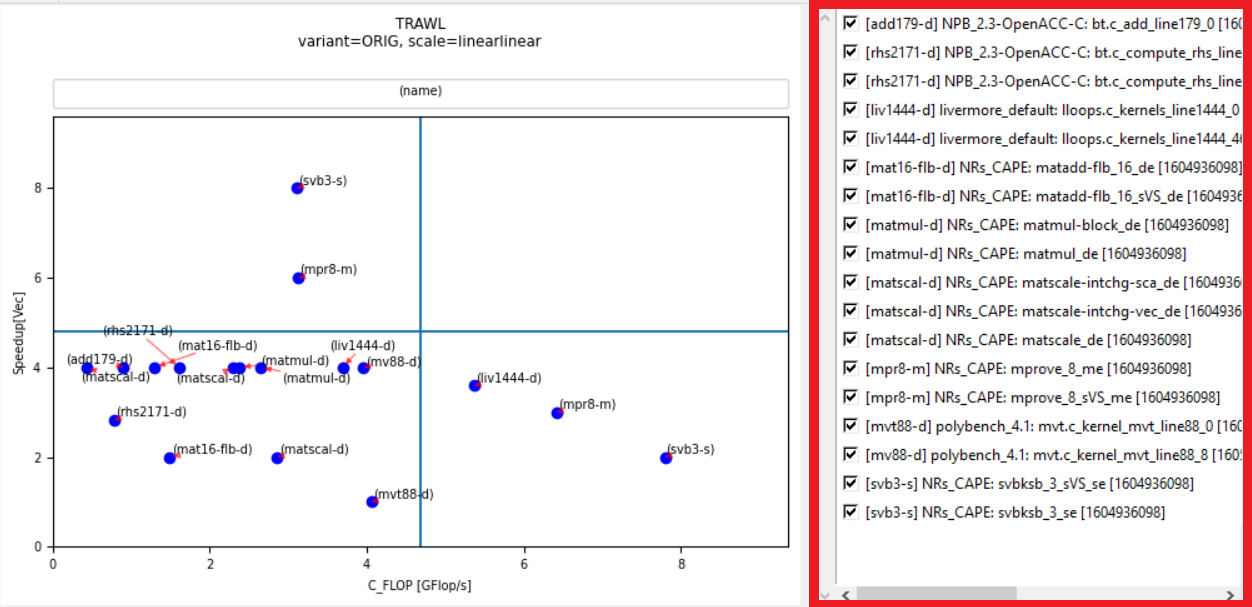 TRAWL
variant=ORIG, scale=linearlinear
(name)
Speedup[Vec]
8
6
4
2
0
(svb3-s)
(mpr8-m)
(rhs2171-d)
(mat16-flb-d)
(liv1444-d)
(add179-d)
(matmul-d)
(mv88-d)
(matscal-d)
(matscal-d)
(matmul-d)
(liv1444-d)
(mpr8-m)
(rhs2171-d)
(mat16-flb-d)
(matscal-d)
(svb3-s)
(mvt88-d)
0
2
4
6
8
C_FLOP [GFlop/s]
[add179-d] NPB_2.3-OpenACC-C: bt.c_add_line179_0 [160
[rhs2171-d] NPB_2.3-OpenACC-C: bt.c_compute_rhs_line
[rhs2171-d] NPB_2.3-OpenACC-C: bt.c_compute_rhs_line
[liv1444-d] livermore_default: lloops.c_kernels_line1444_0
[liv1444-d] livermore_default: lloops.c_kernels_line1444_4
[mat16-flb-d] NRs_CAPE: matadd-flb_16_de [1604936098]
[mat16-flb-d] NRs_CAPE: matadd-flb_16_sVS_de [160493
[matmul-d] NRs_CAPE: matmul-block_de [1604936098]
[matmul-d] NRs_CAPE: matmul_de [1604936098]
[matscal-d] NRs_CAPE: matscale-intchg-sca_de [1604936
[matscal-d] NRs_CAPE: matscale-intchg-vec_de [1604936
[matscal-d] NRs_CAPE: matscale_de [1604936098]
[mpr8-m] NRs_CAPE: mprove_8_me [1604936098]
[mpr8-m] NRs_CAPE: mprove_8_sVS_me [1604936098]
[mvt88-d] polybench_4.1: mvt.c_kernel_mvt_line88_0 [160
[mv88-d] polybench_4.1: mvt.c_kernel_mvt_line88_8 [160
[svb3-s] NRs_CAPE: svbksb_3_sVS_se [1604936098]
[svb3-s] NRs_CAPE: svbksb_3_se [1604936098]